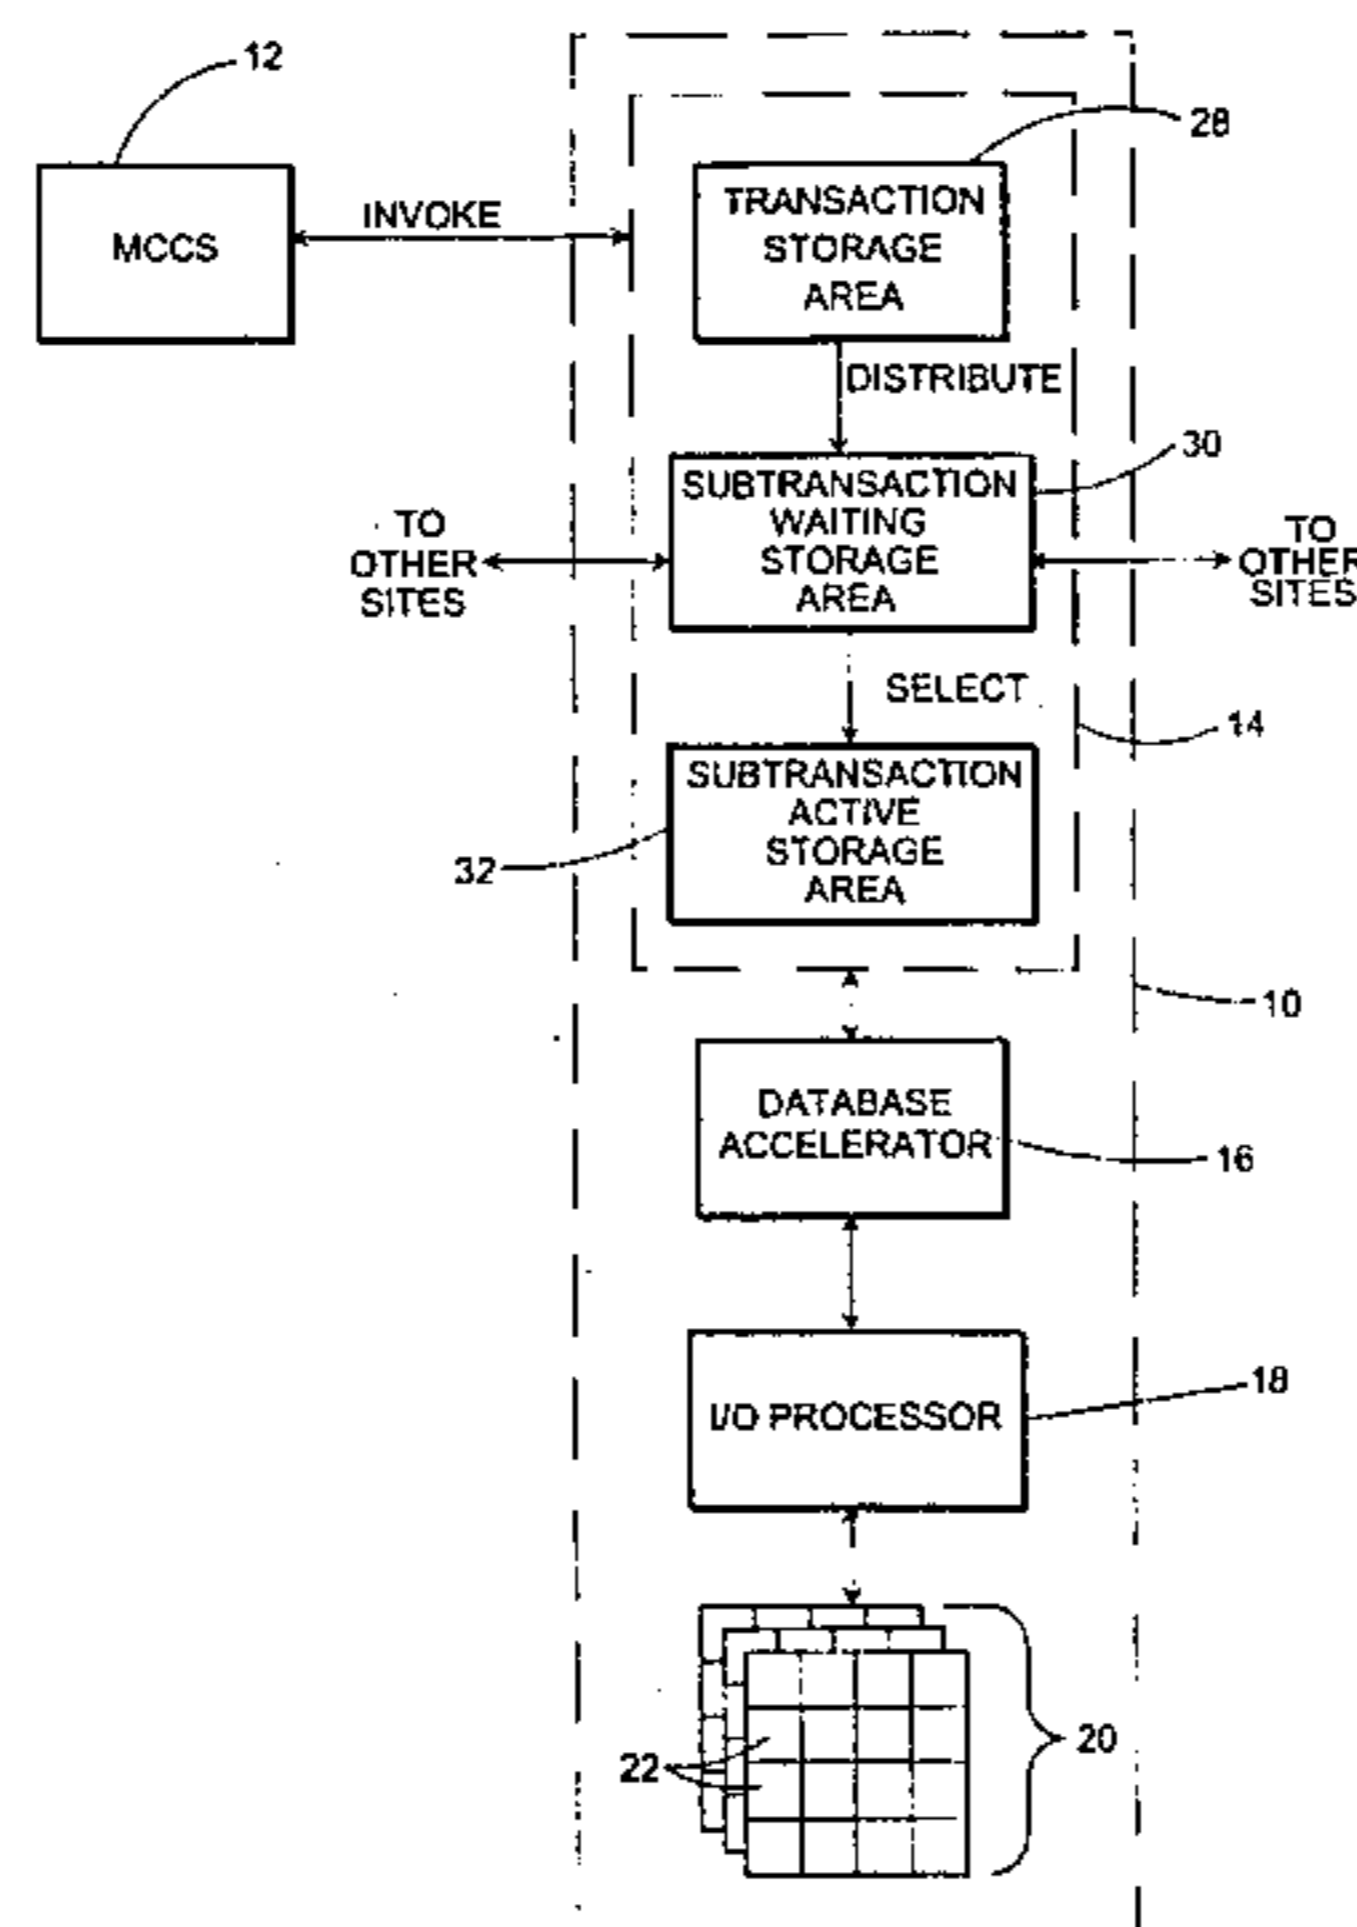 12
28
MCCS
INVOKE
TRANSACTION
STORAGE
AREA
DISTRIBUTE
30
SUBTRANSACTION
WAITING
STORAGE
AREA
TO
OTHER
SITES
TO
OTHER
SITES
SELECT
14
SUBTRANSACTION
ACTIVE
STORAGE
AREA
32
10
DATABASE
ACCELERATOR
16
I/O PROCESSOR
18
22
20